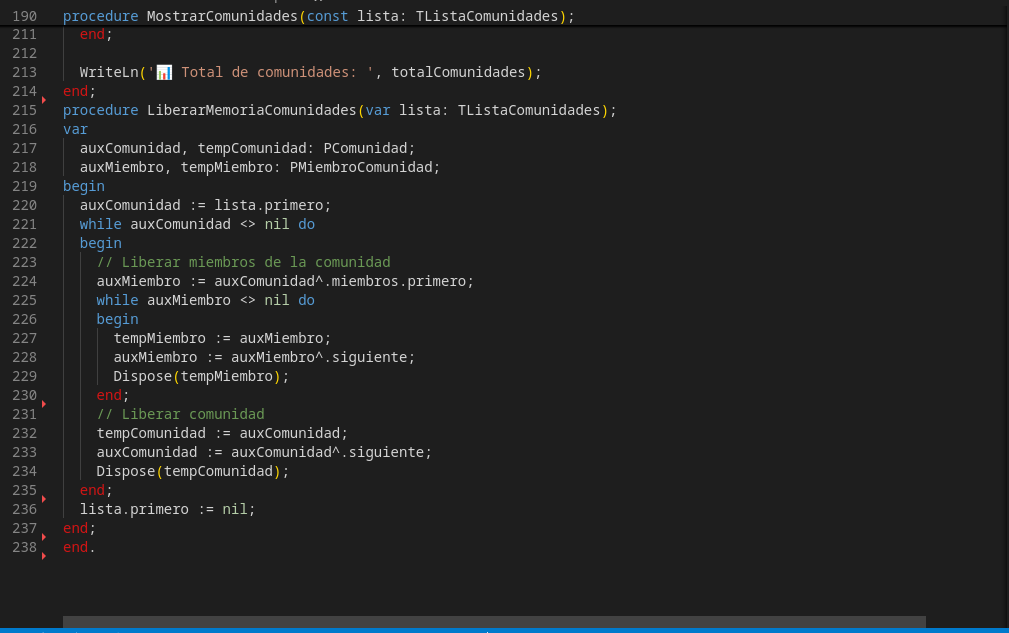 190 procedure MostrarComunidades(const lista: TListaComunidades);
211     end;
212
213     WriteLn('📊 Total de comunidades: ', totalComunidades);
214 end;
215 procedure LiberarMemoriaComunidades(var lista: TListaComunidades);
216 var
217   auxComunidad, tempComunidad: PComunidad;
218   auxMiembro, tempMiembro: PMiembroComunidad;
219 begin
220   auxComunidad := lista.primero;
221   while auxComunidad <> nil do
222   begin
223     // Liberar miembros de la comunidad
224     auxMiembro := auxComunidad^.miembros.primero;
225     while auxMiembro <> nil do
226     begin
227       tempMiembro := auxMiembro;
228       auxMiembro := auxMiembro^.siguiente;
229       Dispose(tempMiembro);
230     end;
231     // Liberar comunidad
232     tempComunidad := auxComunidad;
233     auxComunidad := auxComunidad^.siguiente;
234     Dispose(tempComunidad);
235   end;
236   lista.primero := nil;
237 end;
238 end.